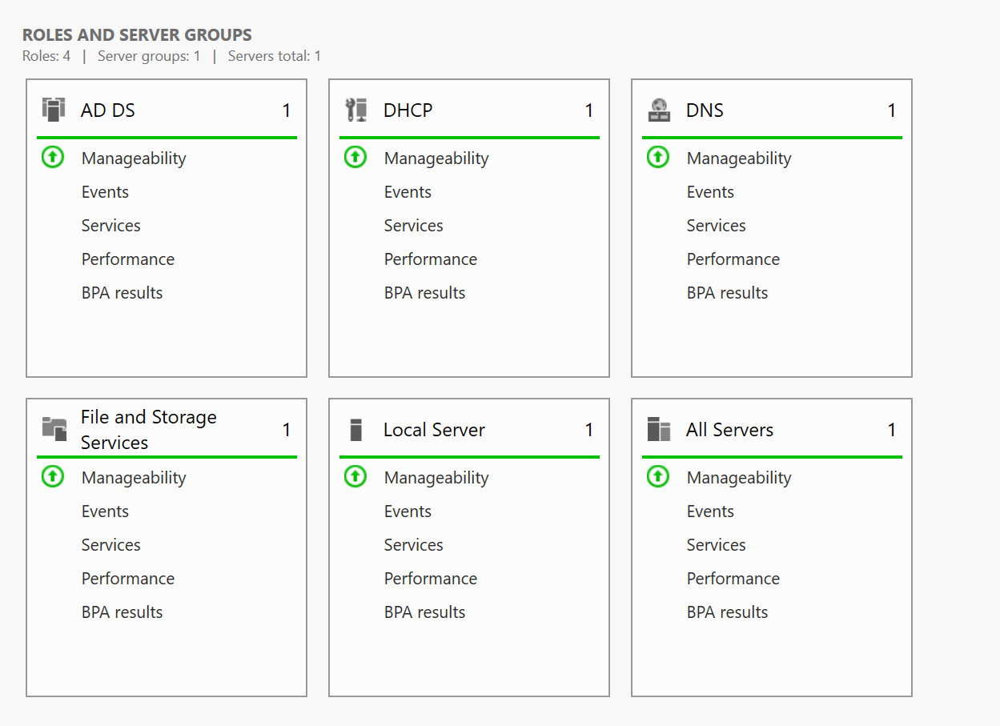 ROLES AND SERVER GROUPS
Roles: 4 | Server groups: 1 | Servers total: 1
AD DS 1
Manageability
Events
Services
Performance
BPA results
DHCP 1
Manageability
Events
Services
Performance
BPA results
DNS 1
Manageability
Events
Services
Performance
BPA results
File and Storage
Services 1
Manageability
Events
Services
Performance
BPA results
Local Server 1
Manageability
Events
Services
Performance
BPA results
All Servers 1
Manageability
Events
Services
Performance
BPA results